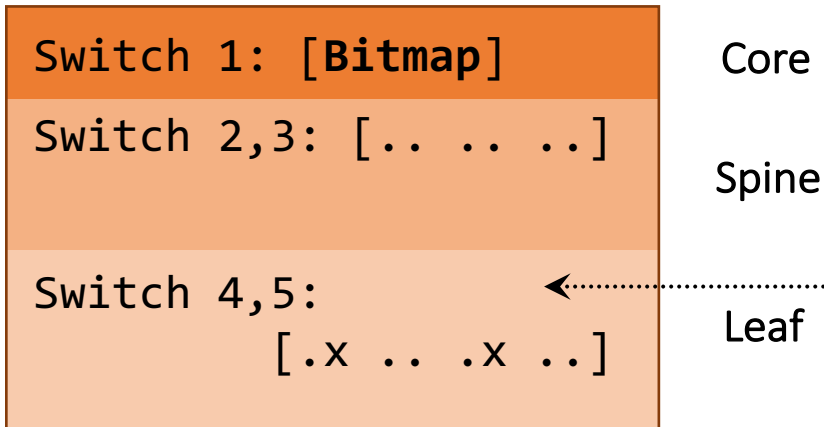 Switch 1: [Bitmap]
Core
Switch 2,3: [.. .. ..]
Spine
Switch 4,5:
[.x .. .x ..]
Leaf